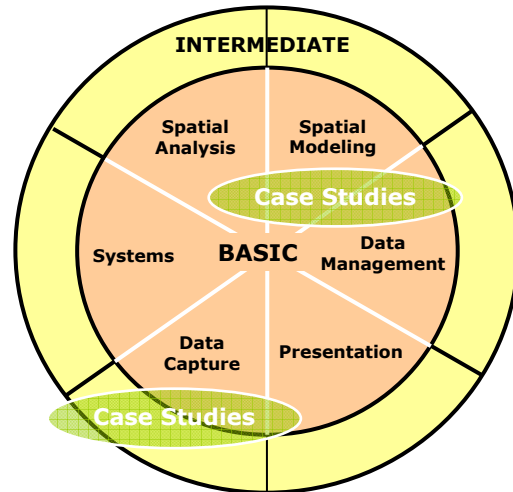 INTERMEDIATE
Spatial
Analysis
Spatial
Modeling
Case Studies
Systems
BASIC
Data
Management
Data
Capture
Presentation
Case Studies